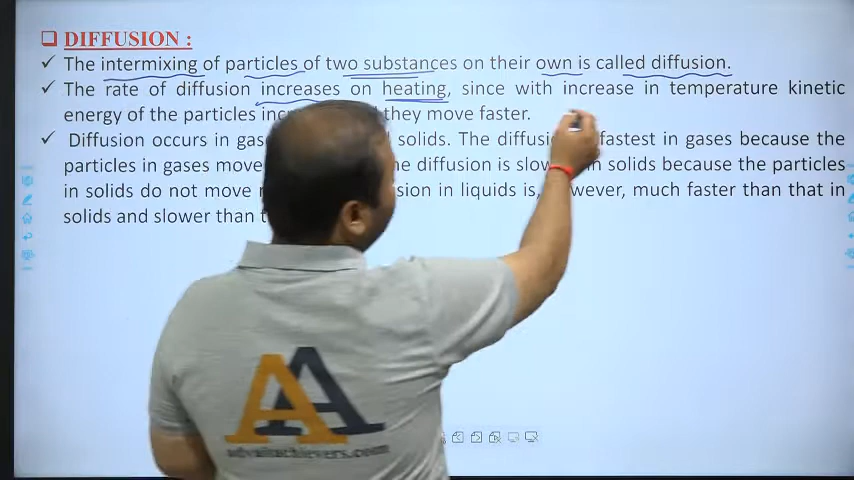 DIFFUSION :
The intermixing of particles of two substances on their own is called diffusion.
The rate of diffusion increases on heating, since with increase in temperature kinetic
energy of the particles they move faster.
Diffusion occurs in solids. The fastest in gases because the
particles in gases move diffusion is in solids because the particles
in solids do not move in liquids is, much faster than that in
solids and slower than
AA